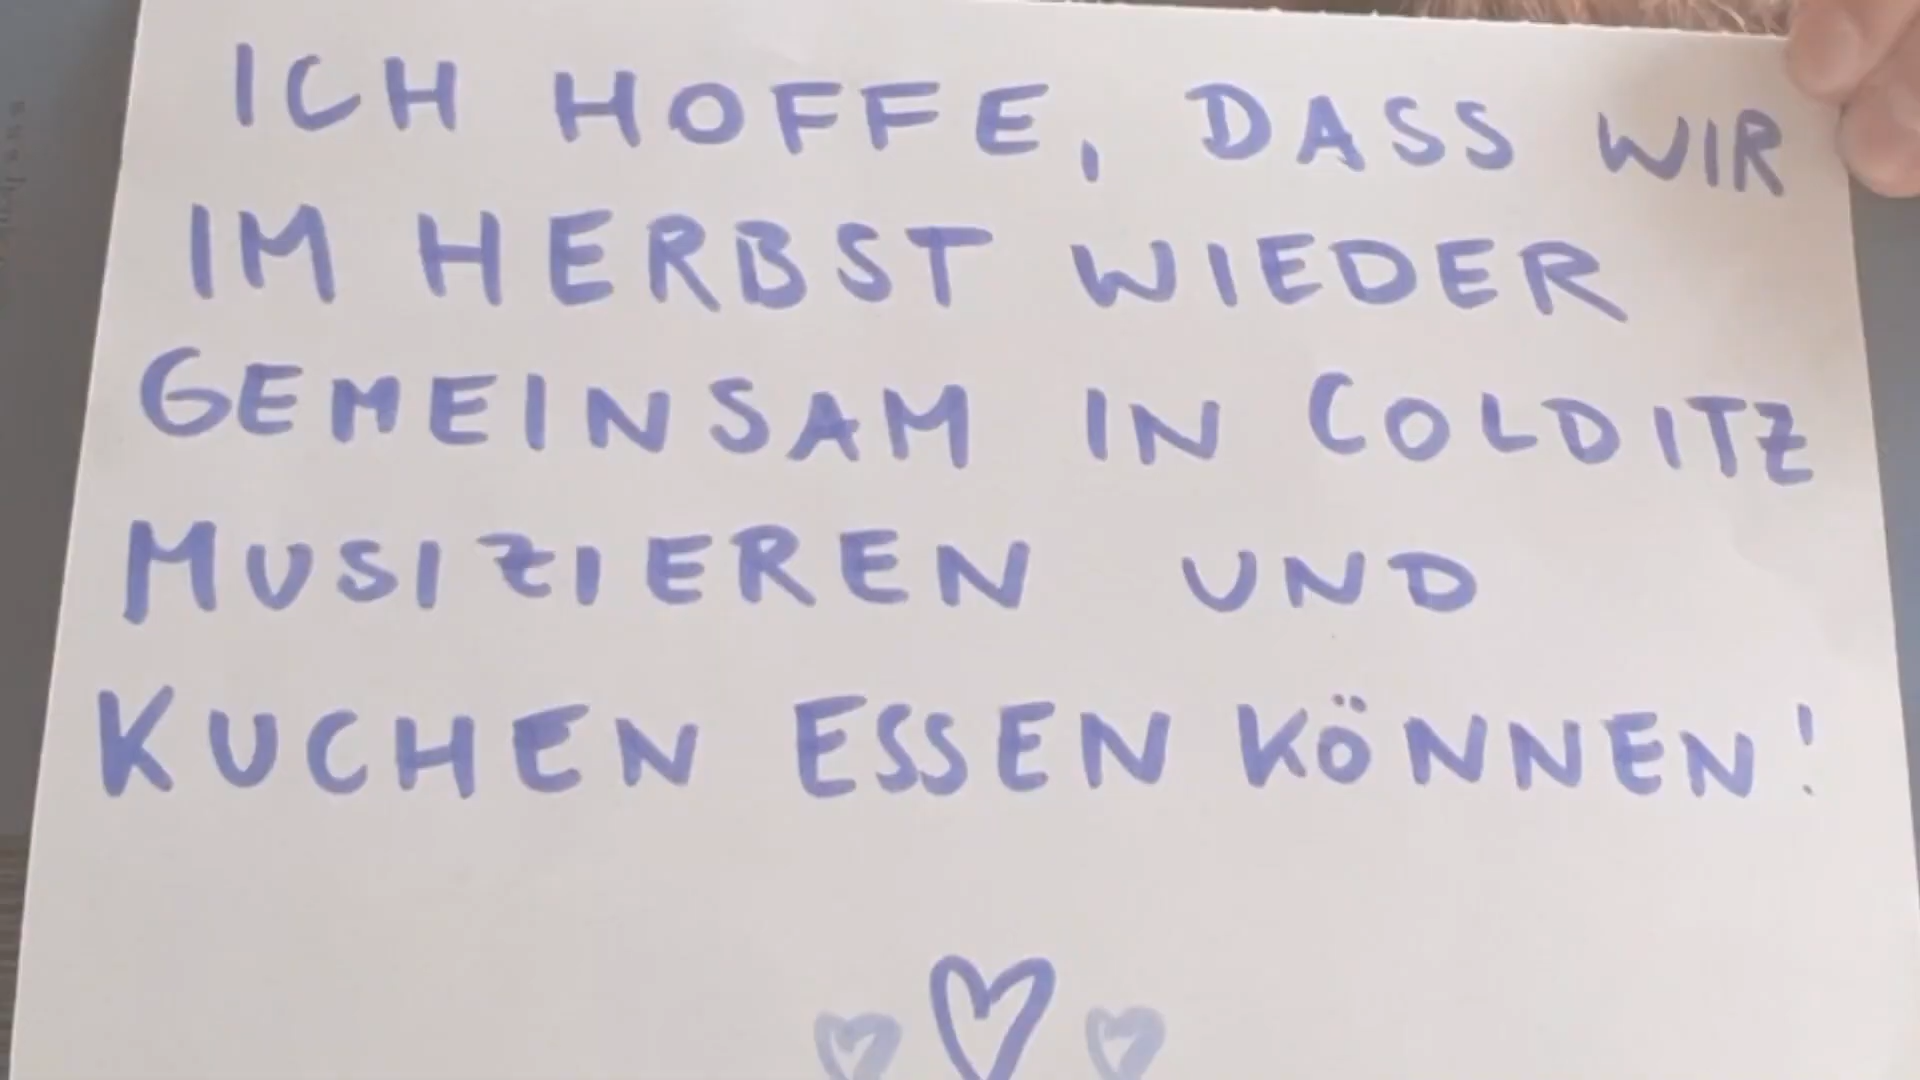 ICH HOFFE, DASS WIR
IM HERBST WIEDER
GEMEINSAM IN COLDITZ
MUSIZIEREN UND
KUCHEN ESSEN KÖNNEN!